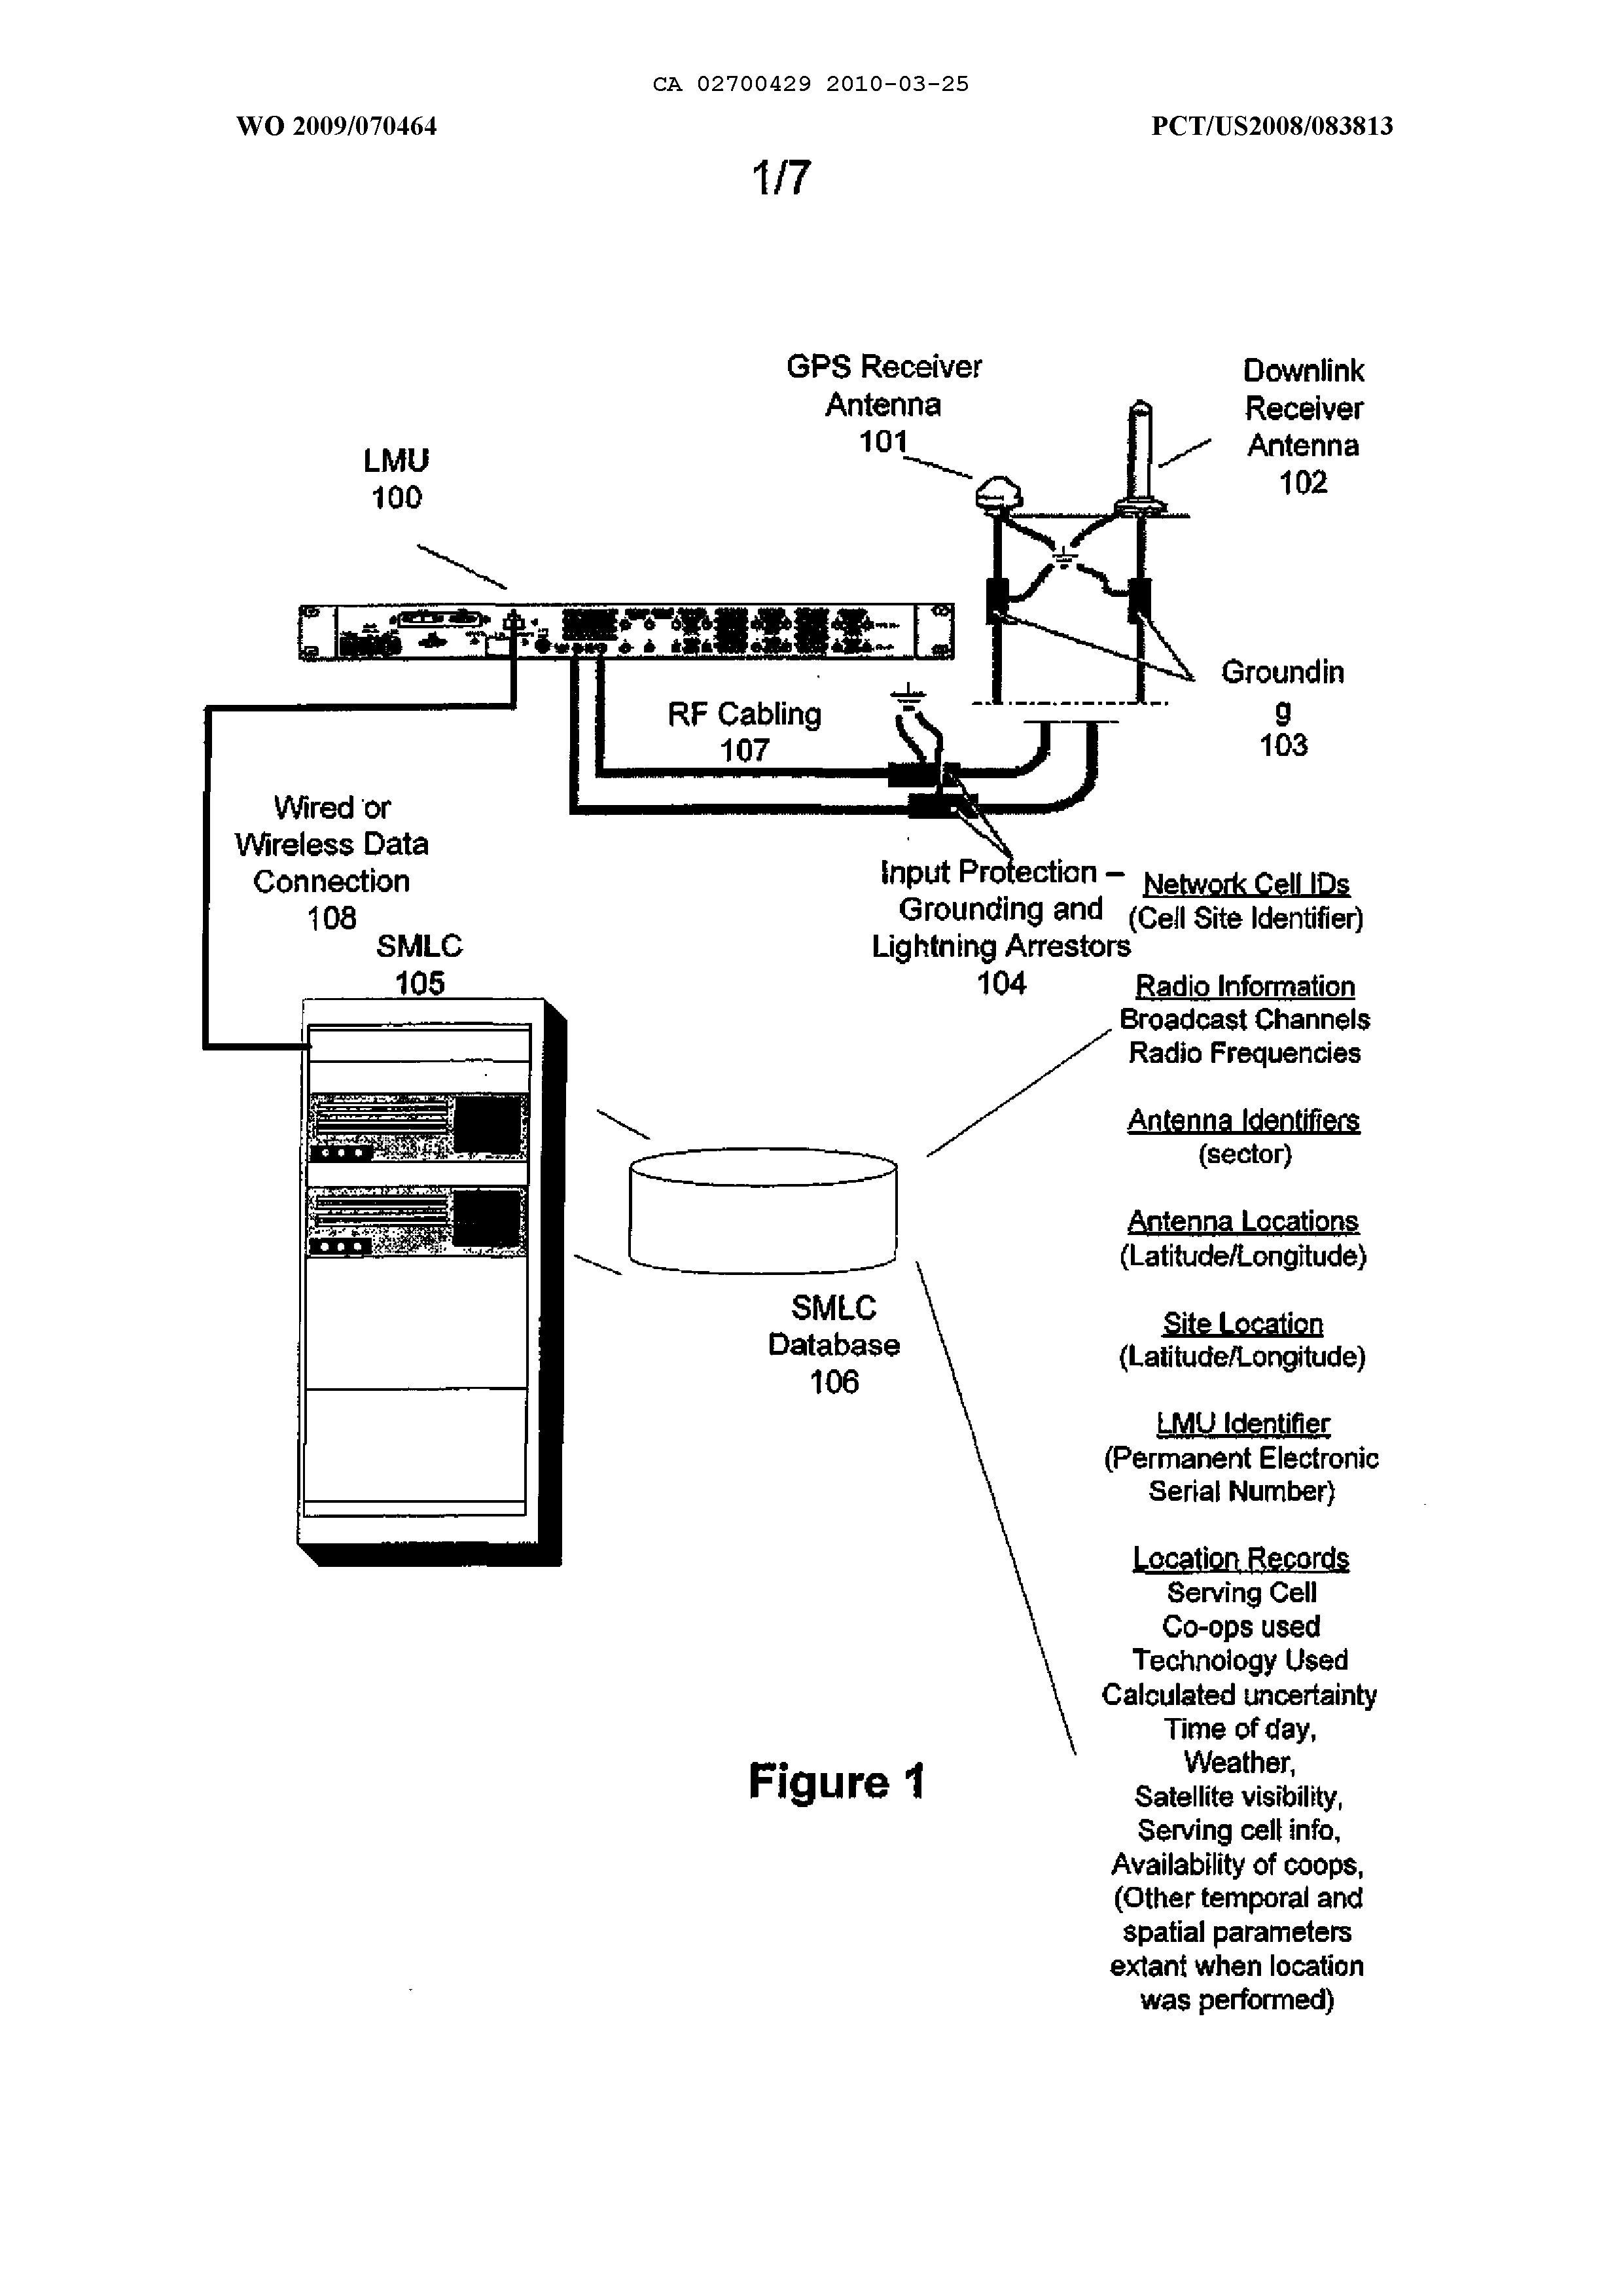 CA 02700429 2010-03-25
WO 2009/070464
PCT/US2008/083813
1/7
GPS Receiver
Antenna
101
Downlink
Receiver
Antenna
102
LMU
100
Groundin
g
103
RF Cabling
107
Wired or
Wireless Data
Connection
108
Input Protection –
Grounding and
Lightning Arrestors
104
SMLC
105
SMLC
Database
106
Network Cell IDs
(Cell Site Identifier)
Radio Information
Broadcast Channels
Radio Frequencies
Antenna Identifiers
(sector)
Antenna Locations
(Latitude/Longitude)
Site Location
(Latitude/Longitude)
LMU Identifier
(Permanent Electronic
Serial Number)
Location Records
Serving Cell
Co-ops used
Technology Used
Calculated uncertainty
Time of day,
Weather,
Satellite visibility,
Serving cell info,
Availability of coops,
(Other temporal and
spatial parameters
extant when location
was performed)
Figure 1